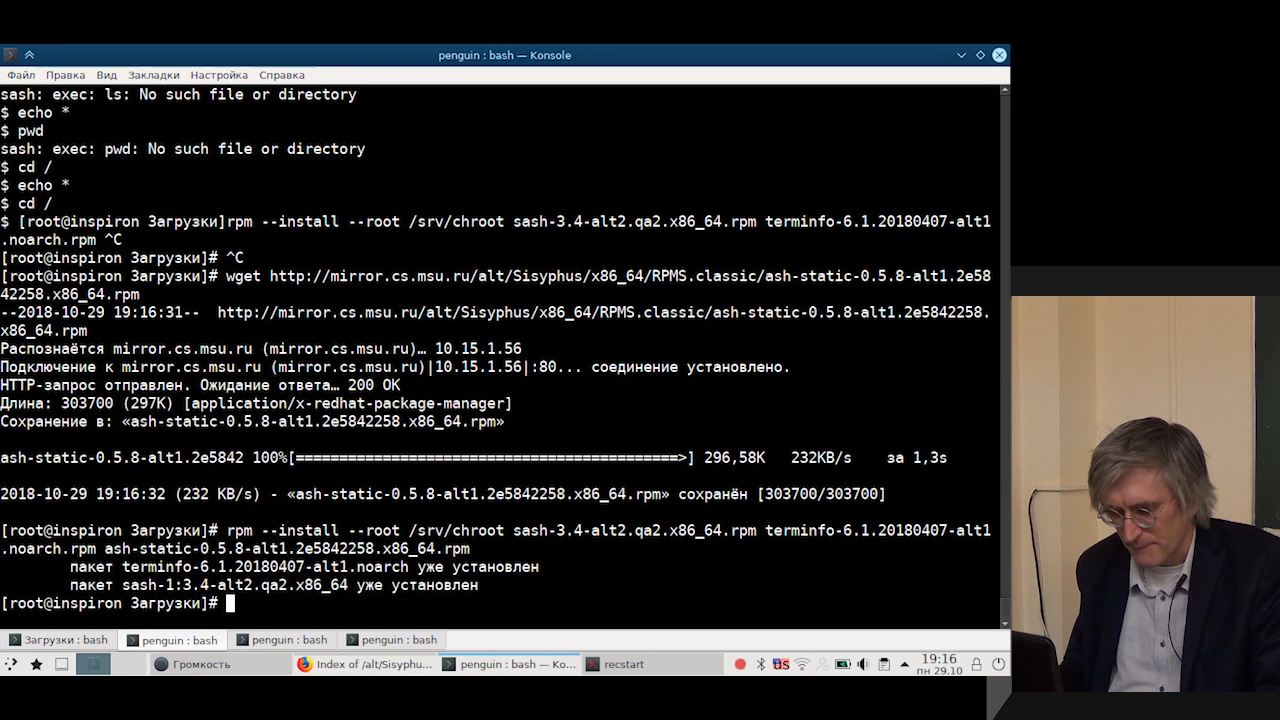 penguin : bash — Konsole
Файл Правка Вид Закладки Настройка Справка
sash: exec: ls: No such file or directory
$ echo *
$ pwd
sash: exec: pwd: No such file or directory
$ cd /
$ echo *
$ cd /
$ [root@inspiron Загрузки]rpm --install --root /srv/chroot sash-3.4-alt2.qa2.x86_64.rpm terminfo-6.1.20180407-alt1
.noarch.rpm ^C
[root@inspiron Загрузки]# ^C
[root@inspiron Загрузки]# wget http://mirror.cs.msu.ru/alt/Sisyphus/x86_64/RPMS.classic/ash-static-0.5.8-alt1.2e58
42258.x86_64.rpm
--2018-10-29 19:16:31--  http://mirror.cs.msu.ru/alt/Sisyphus/x86_64/RPMS.classic/ash-static-0.5.8-alt1.2e5842258.
x86_64.rpm
Распознаётся mirror.cs.msu.ru (mirror.cs.msu.ru)… 10.15.1.56
Подключение к mirror.cs.msu.ru (mirror.cs.msu.ru)|10.15.1.56|:80... соединение установлено.
HTTP-запрос отправлен. Ожидание ответа… 200 OK
Длина: 303700 (297K) [application/x-redhat-package-manager]
Сохранение в: «ash-static-0.5.8-alt1.2e5842258.x86_64.rpm»
ash-static-0.5.8-alt1.2e5842 100%[============================================>] 296,58K   232KB/s    за 1,3s
2018-10-29 19:16:32 (232 KB/s) - «ash-static-0.5.8-alt1.2e5842258.x86_64.rpm» сохранён [303700/303700]
[root@inspiron Загрузки]# rpm --install --root /srv/chroot sash-3.4-alt2.qa2.x86_64.rpm terminfo-6.1.20180407-alt1
.noarch.rpm ash-static-0.5.8-alt1.2e5842258.x86_64.rpm
пакет terminfo-6.1.20180407-alt1.noarch уже установлен
пакет sash-1:3.4-alt2.qa2.x86_64 уже установлен
[root@inspiron Загрузки]#
Загрузки : bash penguin : bash penguin : bash penguin : bash
Громкость Index of /alt/Sisyphu... penguin : bash — Ko... recstart us 19:16
пн 29.10